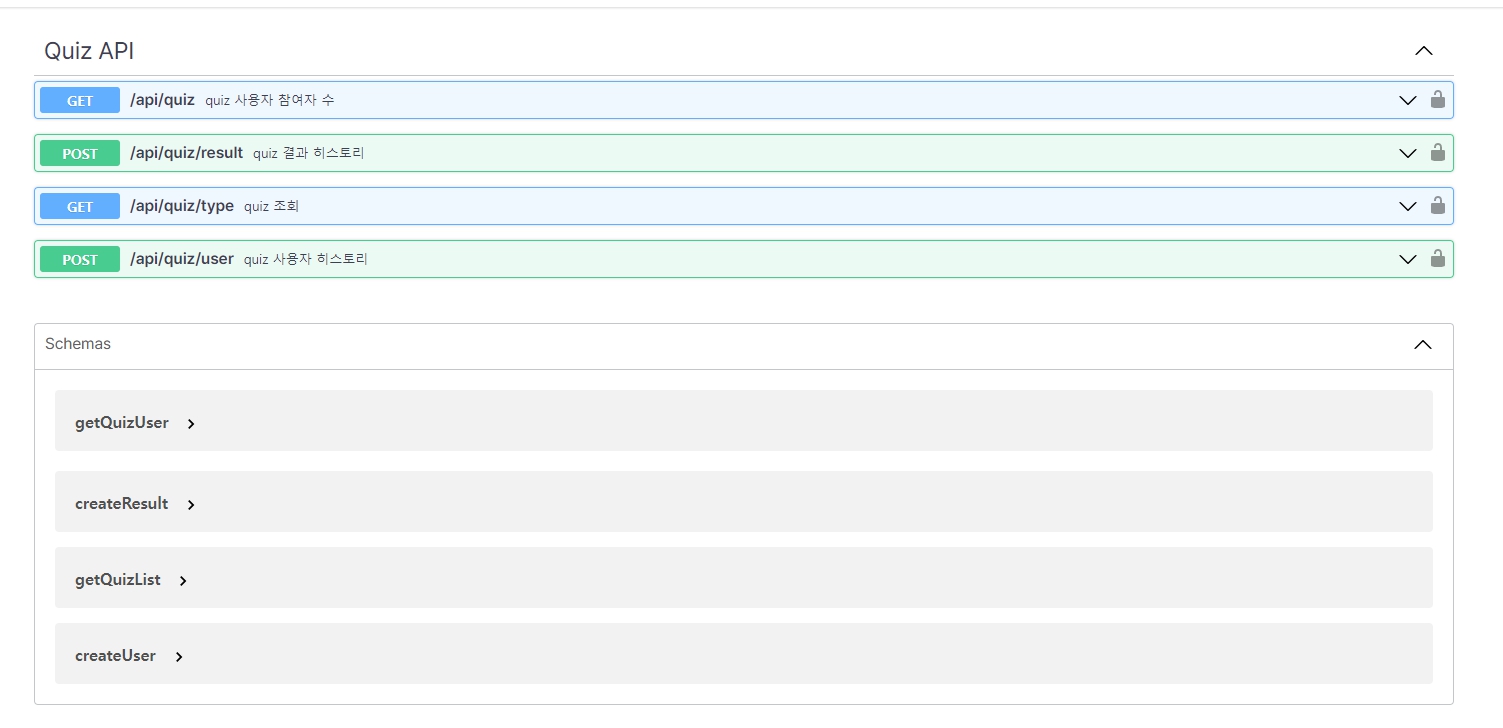 Quiz API
GET /api/quiz quiz 사용자 참여자 수
POST /api/quiz/result quiz 결과 히스토리
GET /api/quiz/type quiz 조회
POST /api/quiz/user quiz 사용자 히스토리
Schemas
getQuizUser
createResult
getQuizList
createUser